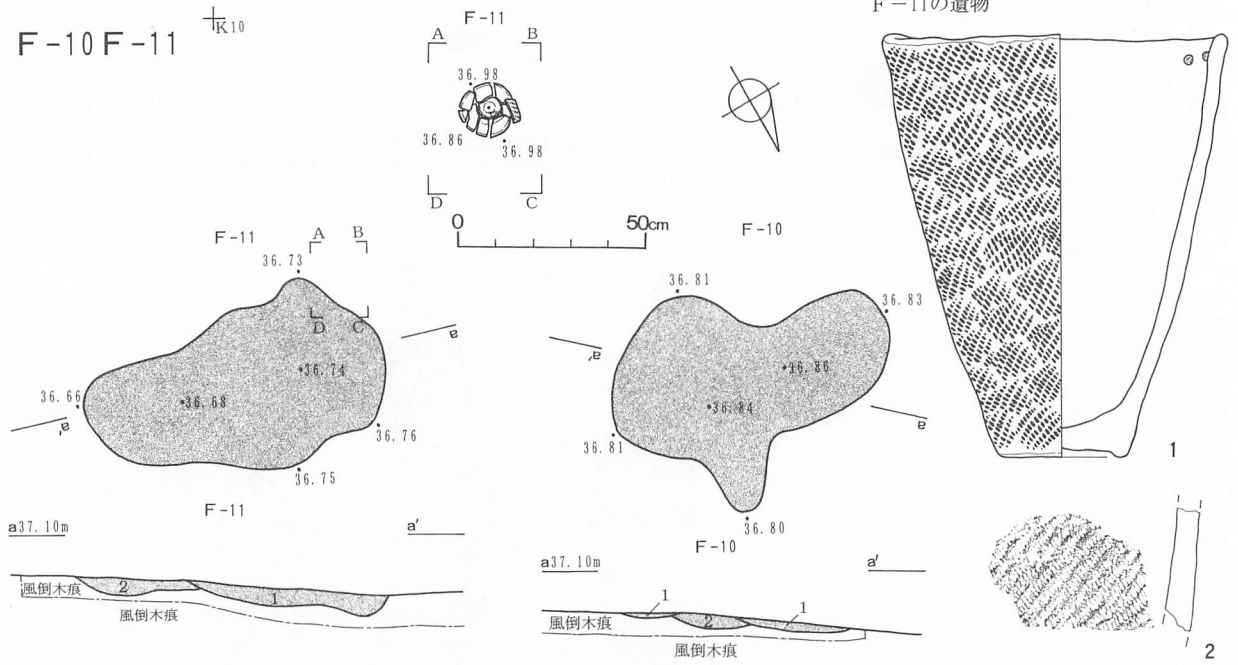 F-10 F-11
K10
F-11
A B
36.98
36.86
36.98
D C
0 50cm
F-11の遺物
1
2
F-11
A B
36.73
D C
a
36.74
36.66
36.68
a'
36.76
36.75
F-10
36.81
36.83
a'
36.86
36.84
a
36.81
36.80
F-11
a37.10m a'
風倒木痕 2 1
風倒木痕
F-10
a37.10m a'
1 1
風倒木痕 2
風倒木痕